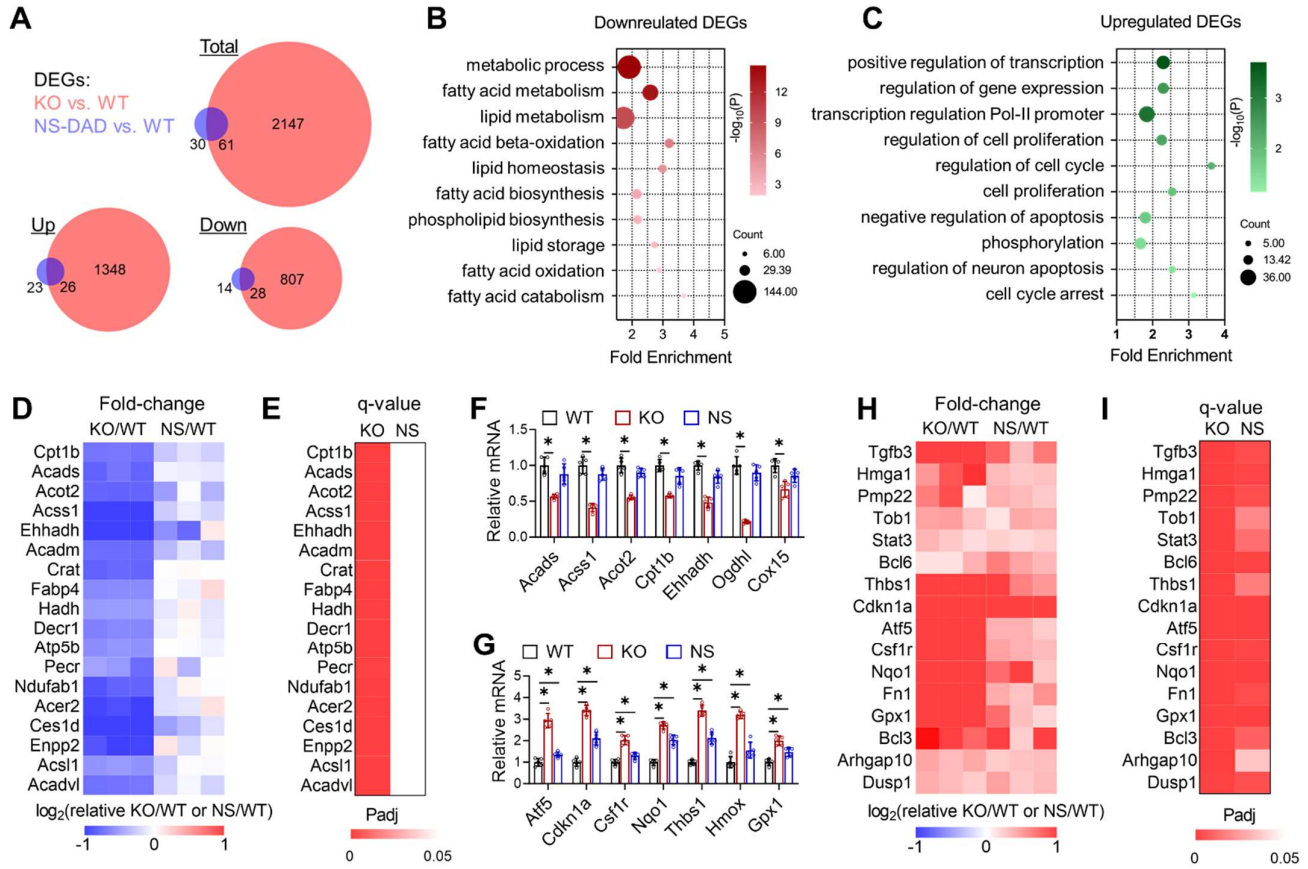 A
Total
DEGs:
KO vs. WT
NS-DAD vs. WT
2147
30 61
Up
1348
23 26
Down
807
14 28
B
Downreulated DEGs
metabolic process
fatty acid metabolism
lipid metabolism
fatty acid beta-oxidation
lipid homeostasis
fatty acid biosynthesis
phospholipid biosynthesis
lipid storage
fatty acid oxidation
fatty acid catabolism
2 3 4 5
Fold Enrichment
-log10(P)
12
9
6
3
Count
6.00
29.39
144.00
C
Upregulated DEGs
positive regulation of transcription
regulation of gene expression
transcription regulation Pol-II promoter
regulation of cell proliferation
regulation of cell cycle
cell proliferation
negative regulation of apoptosis
phosphorylation
regulation of neuron apoptosis
cell cycle arrest
1 2 3 4
Fold Enrichment
-log10(P)
3
2
Count
5.00
13.42
36.00
D
Fold-change
KO/WT NS/WT
Cpt1b
Acads
Acot2
Acss1
Ehhadh
Acadm
Crat
Fabp4
Hadh
Decr1
Atp5b
Pecr
Ndufab1
Acer2
Ces1d
Enpp2
Acsl1
Acadvl
log2(relative KO/WT or NS/WT)
-1 0 1
E
q-value
KO NS
Cpt1b
Acads
Acot2
Acss1
Ehhadh
Acadm
Crat
Fabp4
Hadh
Decr1
Atp5b
Pecr
Ndufab1
Acer2
Ces1d
Enpp2
Acsl1
Acadvl
Padj
0 0.05
F
WT KO NS
Relative mRNA
1.5
1.0
0.5
0.0
* * * * * * *
Acads
Acss1
Acot2
Cpt1b
Ehhadh
Ogdhl
Cox15
G
WT KO NS
Relative mRNA
5
4
3
2
1
0
* * * * * * *
* * * * * * *
Atf5
Cdkn1a
Csf1r
Nqo1
Thbs1
Hmox
Gpx1
H
Fold-change
KO/WT NS/WT
Tgfb3
Hmga1
Pmp22
Tob1
Stat3
Bcl6
Thbs1
Cdkn1a
Atf5
Csf1r
Nqo1
Fn1
Gpx1
Bcl3
Arhgap10
Dusp1
log2(relative KO/WT or NS/WT)
-1 0 1
I
q-value
KO NS
Tgfb3
Hmga1
Pmp22
Tob1
Stat3
Bcl6
Thbs1
Cdkn1a
Atf5
Csf1r
Nqo1
Fn1
Gpx1
Bcl3
Arhgap10
Dusp1
Padj
0 0.05